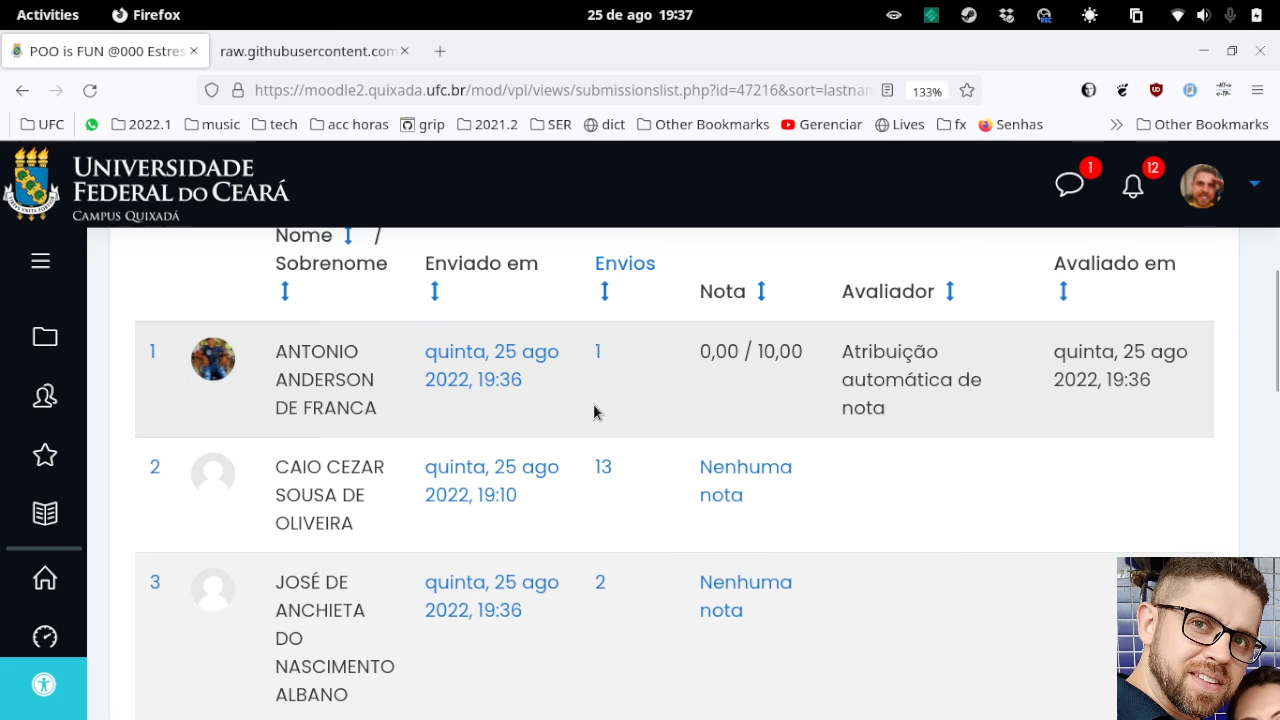 Activities Firefox 25 de ago 19:37
POO is FUN @000 Estres × raw.githubusercontent.com × +
https://moodle2.quixada.ufc.br/mod/vpl/views/submissionslist.php?id=47216&sort=lastnam 133%
UFC 2022.1 music tech acc horas grip 2021.2 SER dict Other Bookmarks Gerenciar Lives fx Senhas Other Bookmarks
UNIVERSIDADE
FEDERAL DO CEARÁ
CAMPUS QUIXADÁ
1 12
Nome /
Sobrenome Enviado em Envios Avaliado em
Nota Avaliador
1 ANTONIO quinta, 25 ago 1 0,00 / 10,00 Atribuição quinta, 25 ago
ANDERSON 2022, 19:36 automática de 2022, 19:36
DE FRANCA nota
2 CAIO CEZAR quinta, 25 ago 13 Nenhuma
SOUSA DE 2022, 19:10 nota
OLIVEIRA
3 JOSÉ DE quinta, 25 ago 2 Nenhuma
ANCHIETA 2022, 19:36 nota
DO
NASCIMENTO
ALBANO